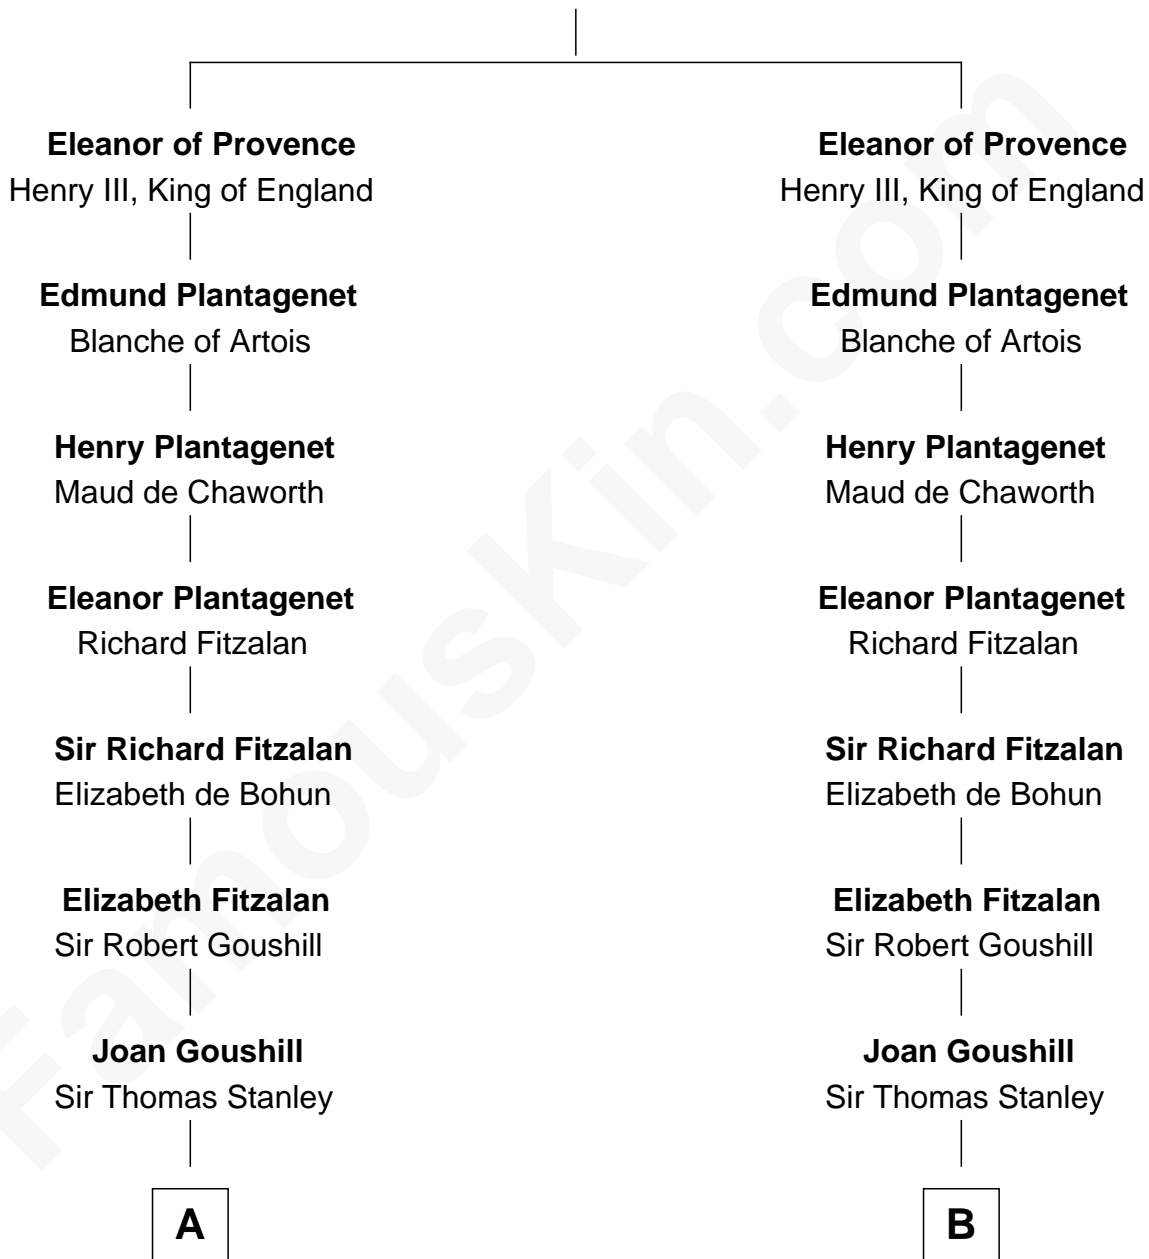 Eleanor of Provence
Henry III, King of England
Edmund Plantagenet
Blanche of Artois
Henry Plantagenet
Maud de Chaworth
Eleanor Plantagenet
Richard Fitzalan
Sir Richard Fitzalan
Elizabeth de Bohun
Elizabeth Fitzalan
Sir Robert Goushill
Joan Goushill
Sir Thomas Stanley
A
Eleanor of Provence
Henry III, King of England
Edmund Plantagenet
Blanche of Artois
Henry Plantagenet
Maud de Chaworth
Eleanor Plantagenet
Richard Fitzalan
Sir Richard Fitzalan
Elizabeth de Bohun
Elizabeth Fitzalan
Sir Robert Goushill
Joan Goushill
Sir Thomas Stanley
B
FamousKin.com